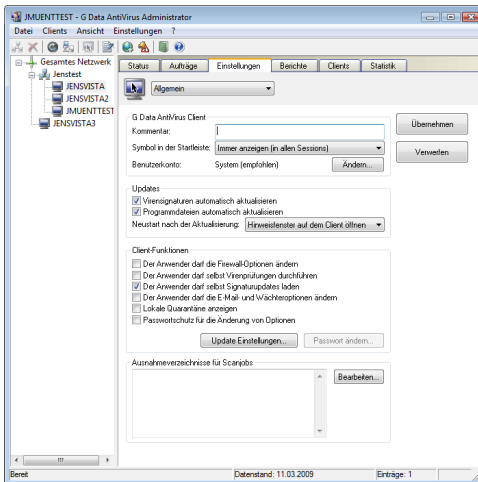 JMUENTTEST - G Data AntiVirus Administrator
Datei Clients Ansicht Einstellungen ?
Gesamtes Netzwerk
Jenstest
JENSVISTA
JENSVISTA2
JMUENTTEST
JENSVISTA3
Status Aufträge Einstellungen Berichte Clients Statistik
Allgemein
G Data AntiVirus Client
Kommentar:
Symbol in der Startleiste: Immer anzeigen (in allen Sessions)
Benutzerkonto: System (empfohlen) Ändern...
Übernehmen
Verwerfen
Updates
Virensignaturen automatisch aktualisieren
Programmdateien automatisch aktualisieren
Neustart nach der Aktualisierung: Hinweistenster auf dem Client öffnen
Client-Funktionen
Der Anwender darf die Firewall-Optionen ändern
Der Anwender darf selbst Virenprüfungen durchführen
Der Anwender darf selbst Signaturupdates laden
Der Anwender darf die E-Mail- und Wächteroptionen ändern
Lokale Quarantäne anzeigen
Passwortschutz für die Änderung von Optionen
Update Einstellungen... Passwort ändern...
Ausnahmeverzeichnisse für Scanjobs
Bearbeiten...
Bereit Datenstand: 11.03.2009 Einträge: 1